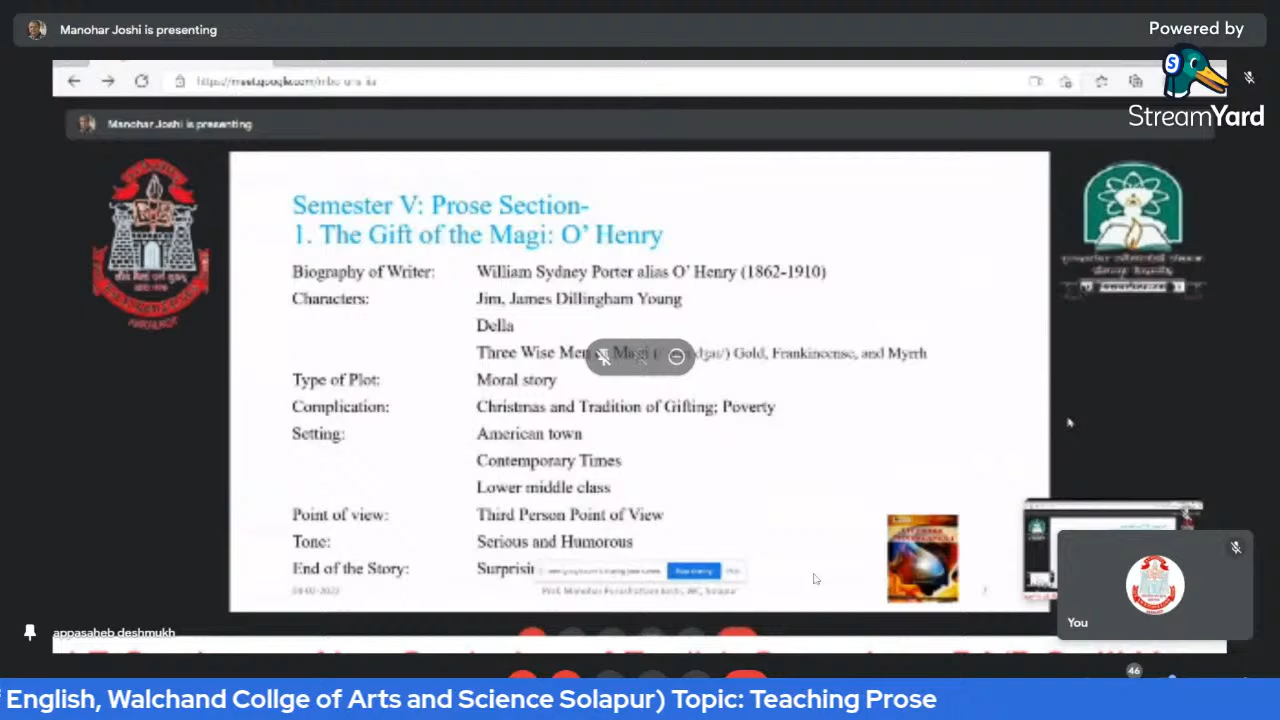 Manohar Joshi is presenting
Powered by
StreamYard
Manohar Joshi is presenting
Semester V: Prose Section-
1. The Gift of the Magi: O' Henry
Biography of Writer: William Sydney Porter alias O' Henry (1862-1910)
Characters: Jim, James Dillingham Young
Della
Three Wise Men Magi Gold, Frankincense, and Myrrh
Type of Plot: Moral story
Complication: Christmas and Tradition of Gifting; Poverty
Setting: American town
Contemporary Times
Lower middle class
Point of view: Third Person Point of View
Tone: Serious and Humorous
End of the Story:
You
appasaheb deshmukh
46
English, Walchand Collge of Arts and Science Solapur) Topic: Teaching Prose